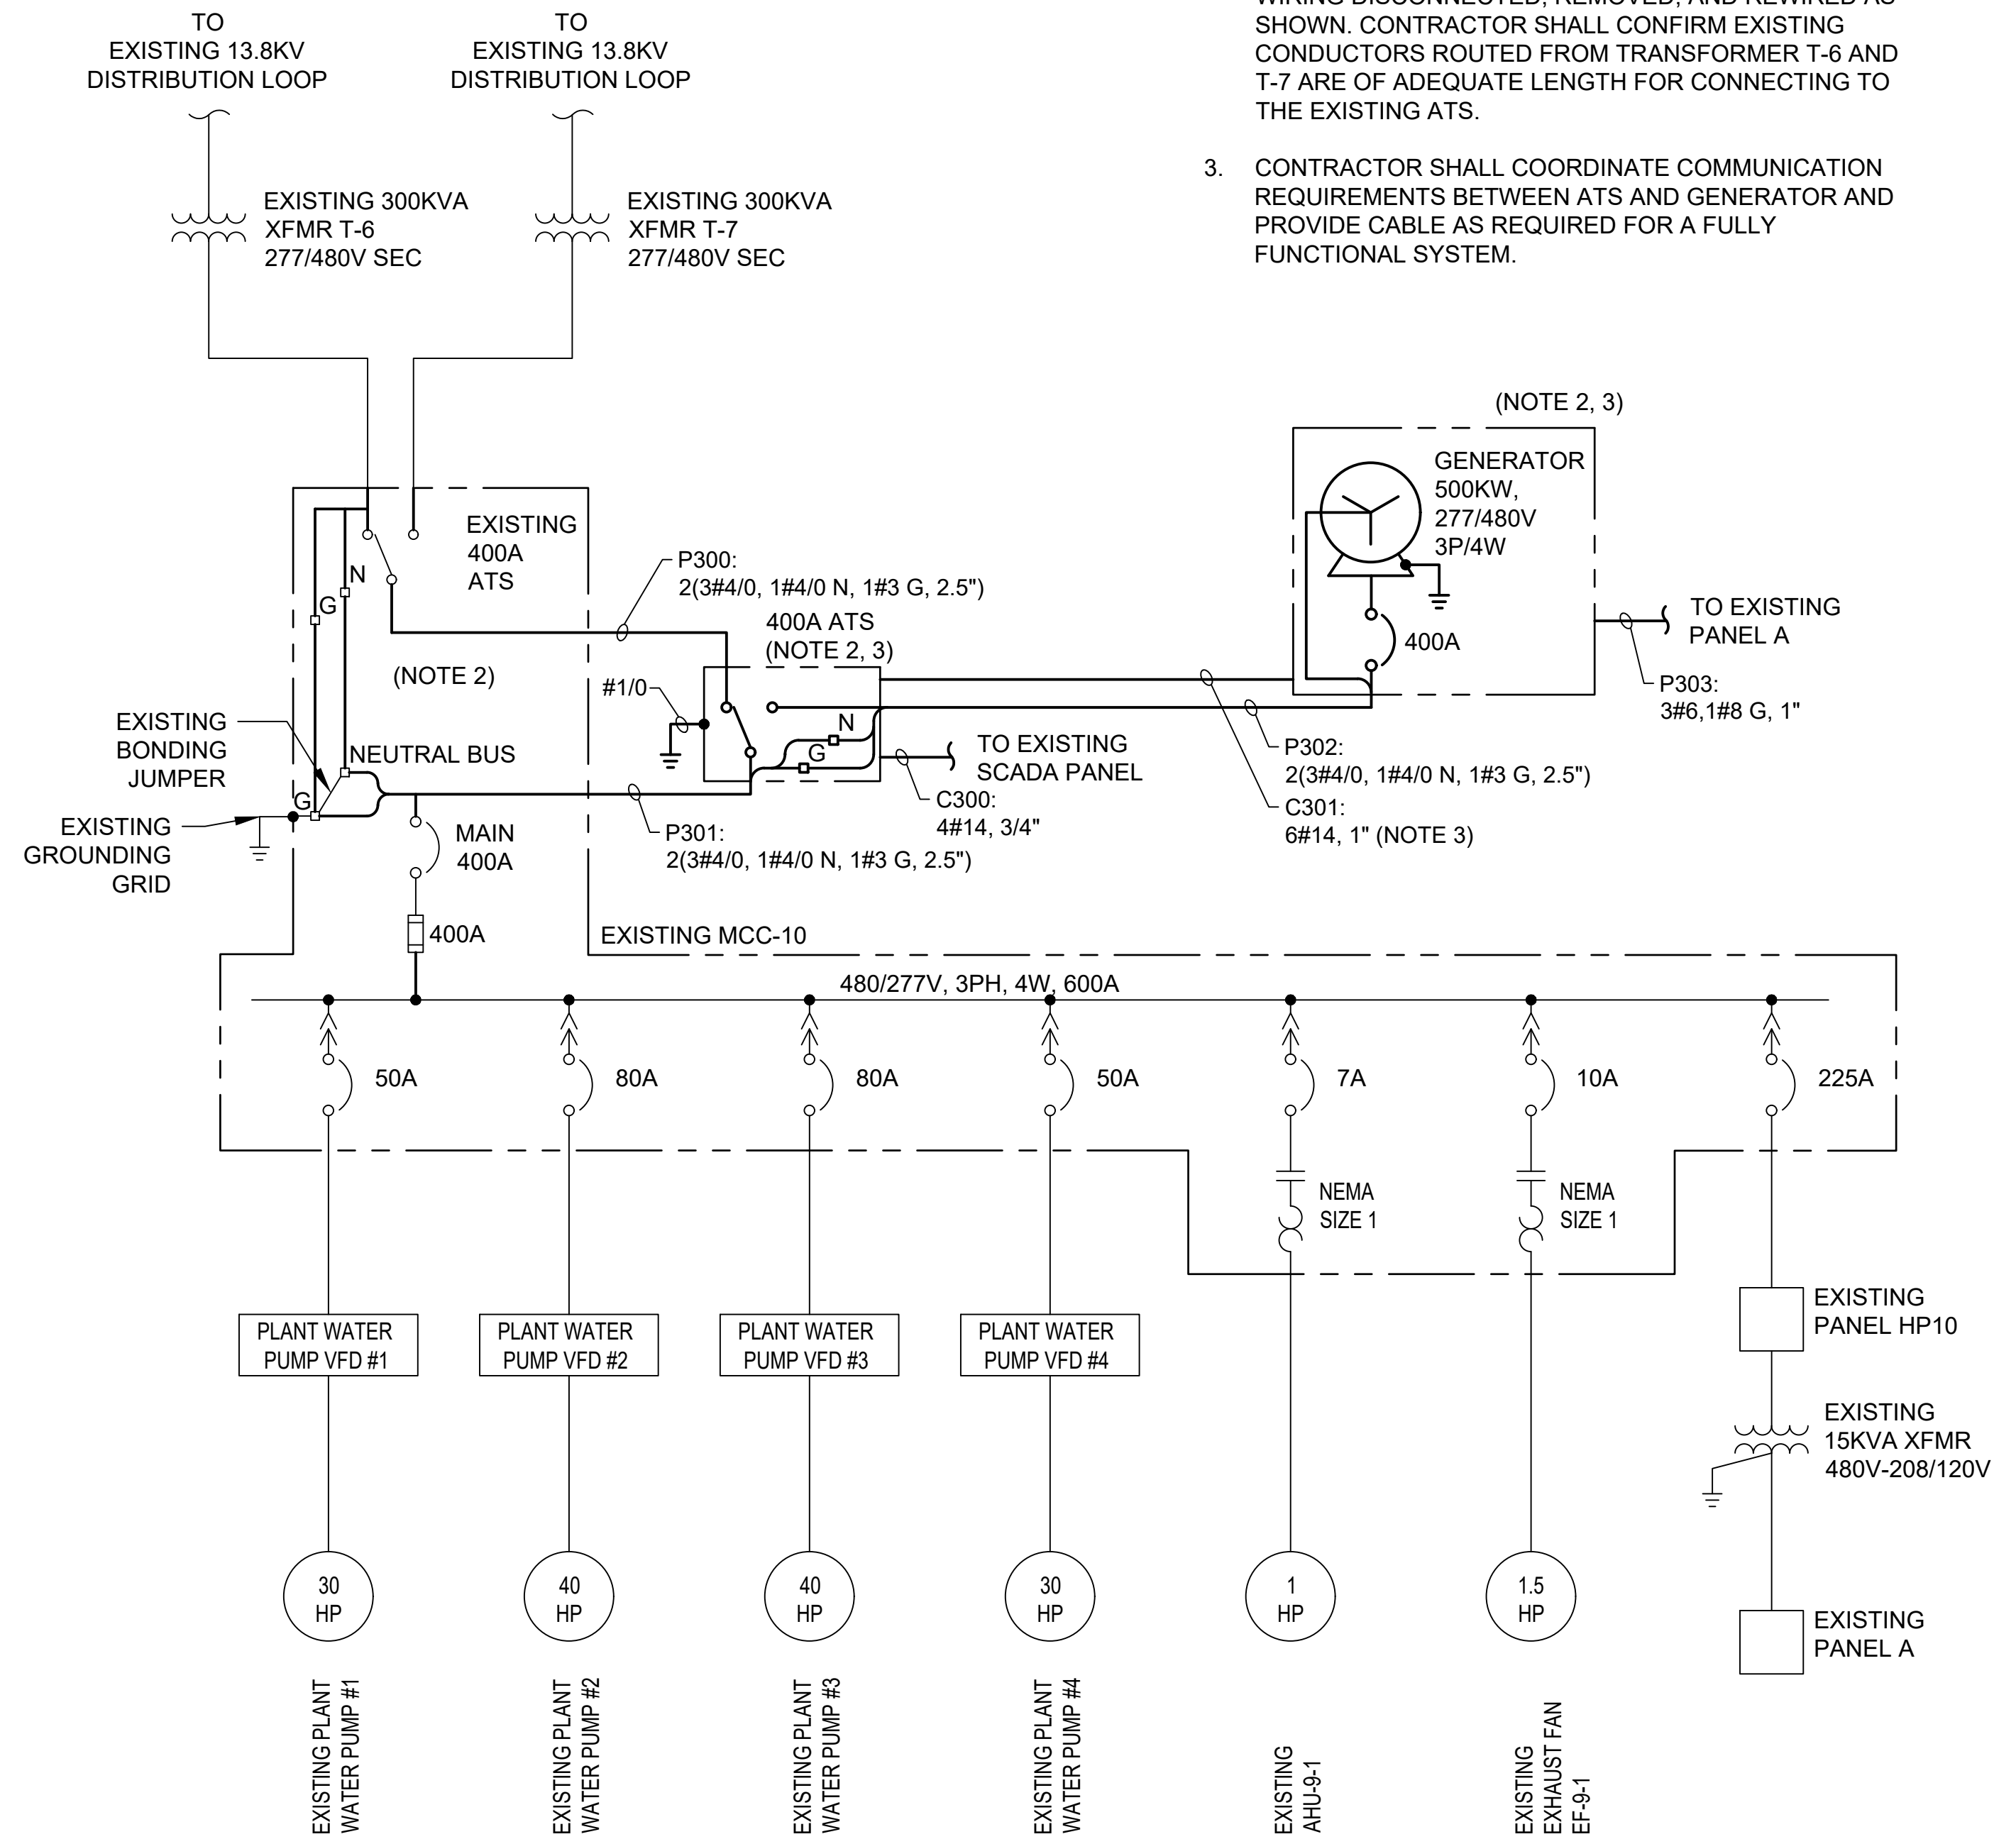 WIRING DISCONNECTED, REMOVED, AND REWIRED AS
SHOWN. CONTRACTOR SHALL CONFIRM EXISTING
CONDUCTORS ROUTED FROM TRANSFORMER T-6 AND
T-7 ARE OF ADEQUATE LENGTH FOR CONNECTING TO
THE EXISTING ATS.
3. CONTRACTOR SHALL COORDINATE COMMUNICATION
REQUIREMENTS BETWEEN ATS AND GENERATOR AND
PROVIDE CABLE AS REQUIRED FOR A FULLY
FUNCTIONAL SYSTEM.
TO
EXISTING 13.8KV
DISTRIBUTION LOOP
TO
EXISTING 13.8KV
DISTRIBUTION LOOP
EXISTING 300KVA
XFMR T-6
277/480V SEC
EXISTING 300KVA
XFMR T-7
277/480V SEC
(NOTE 2, 3)
GENERATOR
500KW,
277/480V
3P/4W
400A
TO EXISTING
PANEL A
P303:
3#6,1#8 G, 1"
EXISTING
400A
ATS
N
G
(NOTE 2)
P300:
2(3#4/0, 1#4/0 N, 1#3 G, 2.5")
400A ATS
(NOTE 2, 3)
#1/0
N
G
TO EXISTING
SCADA PANEL
C300:
4#14, 3/4"
P302:
2(3#4/0, 1#4/0 N, 1#3 G, 2.5")
C301:
6#14, 1" (NOTE 3)
EXISTING
BONDING
JUMPER
NEUTRAL BUS
G
EXISTING
GROUNDING
GRID
MAIN
400A
P301:
2(3#4/0, 1#4/0 N, 1#3 G, 2.5")
400A
EXISTING MCC-10
480/277V, 3PH, 4W, 600A
50A
80A
80A
50A
7A
10A
225A
NEMA
SIZE 1
NEMA
SIZE 1
PLANT WATER
PUMP VFD #1
PLANT WATER
PUMP VFD #2
PLANT WATER
PUMP VFD #3
PLANT WATER
PUMP VFD #4
EXISTING
PANEL HP10
EXISTING
15KVA XFMR
480V-208/120V
30
HP
40
HP
40
HP
30
HP
1
HP
1.5
HP
EXISTING
PANEL A
EXISTING PLANT
WATER PUMP #1
EXISTING PLANT
WATER PUMP #2
EXISTING PLANT
WATER PUMP #3
EXISTING PLANT
WATER PUMP #4
EXISTING
AHU-9-1
EXISTING
EXHAUST FAN
EF-9-1